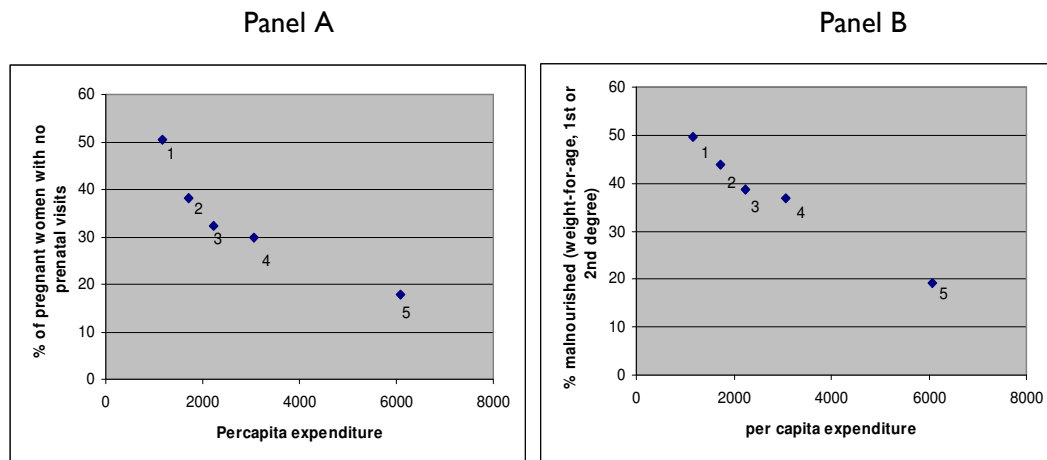 Panel A
Panel B
% of pregnant women with no
prenatal visits
60
50
40
30
20
10
0
1
2
3
4
5
0 2000 4000 6000 8000
Percapita expenditure
% malnourished (weight-for-age, 1st or
2nd degree)
60
50
40
30
20
10
0
1
2
3
4
5
0 2000 4000 6000 8000
per capita expenditure